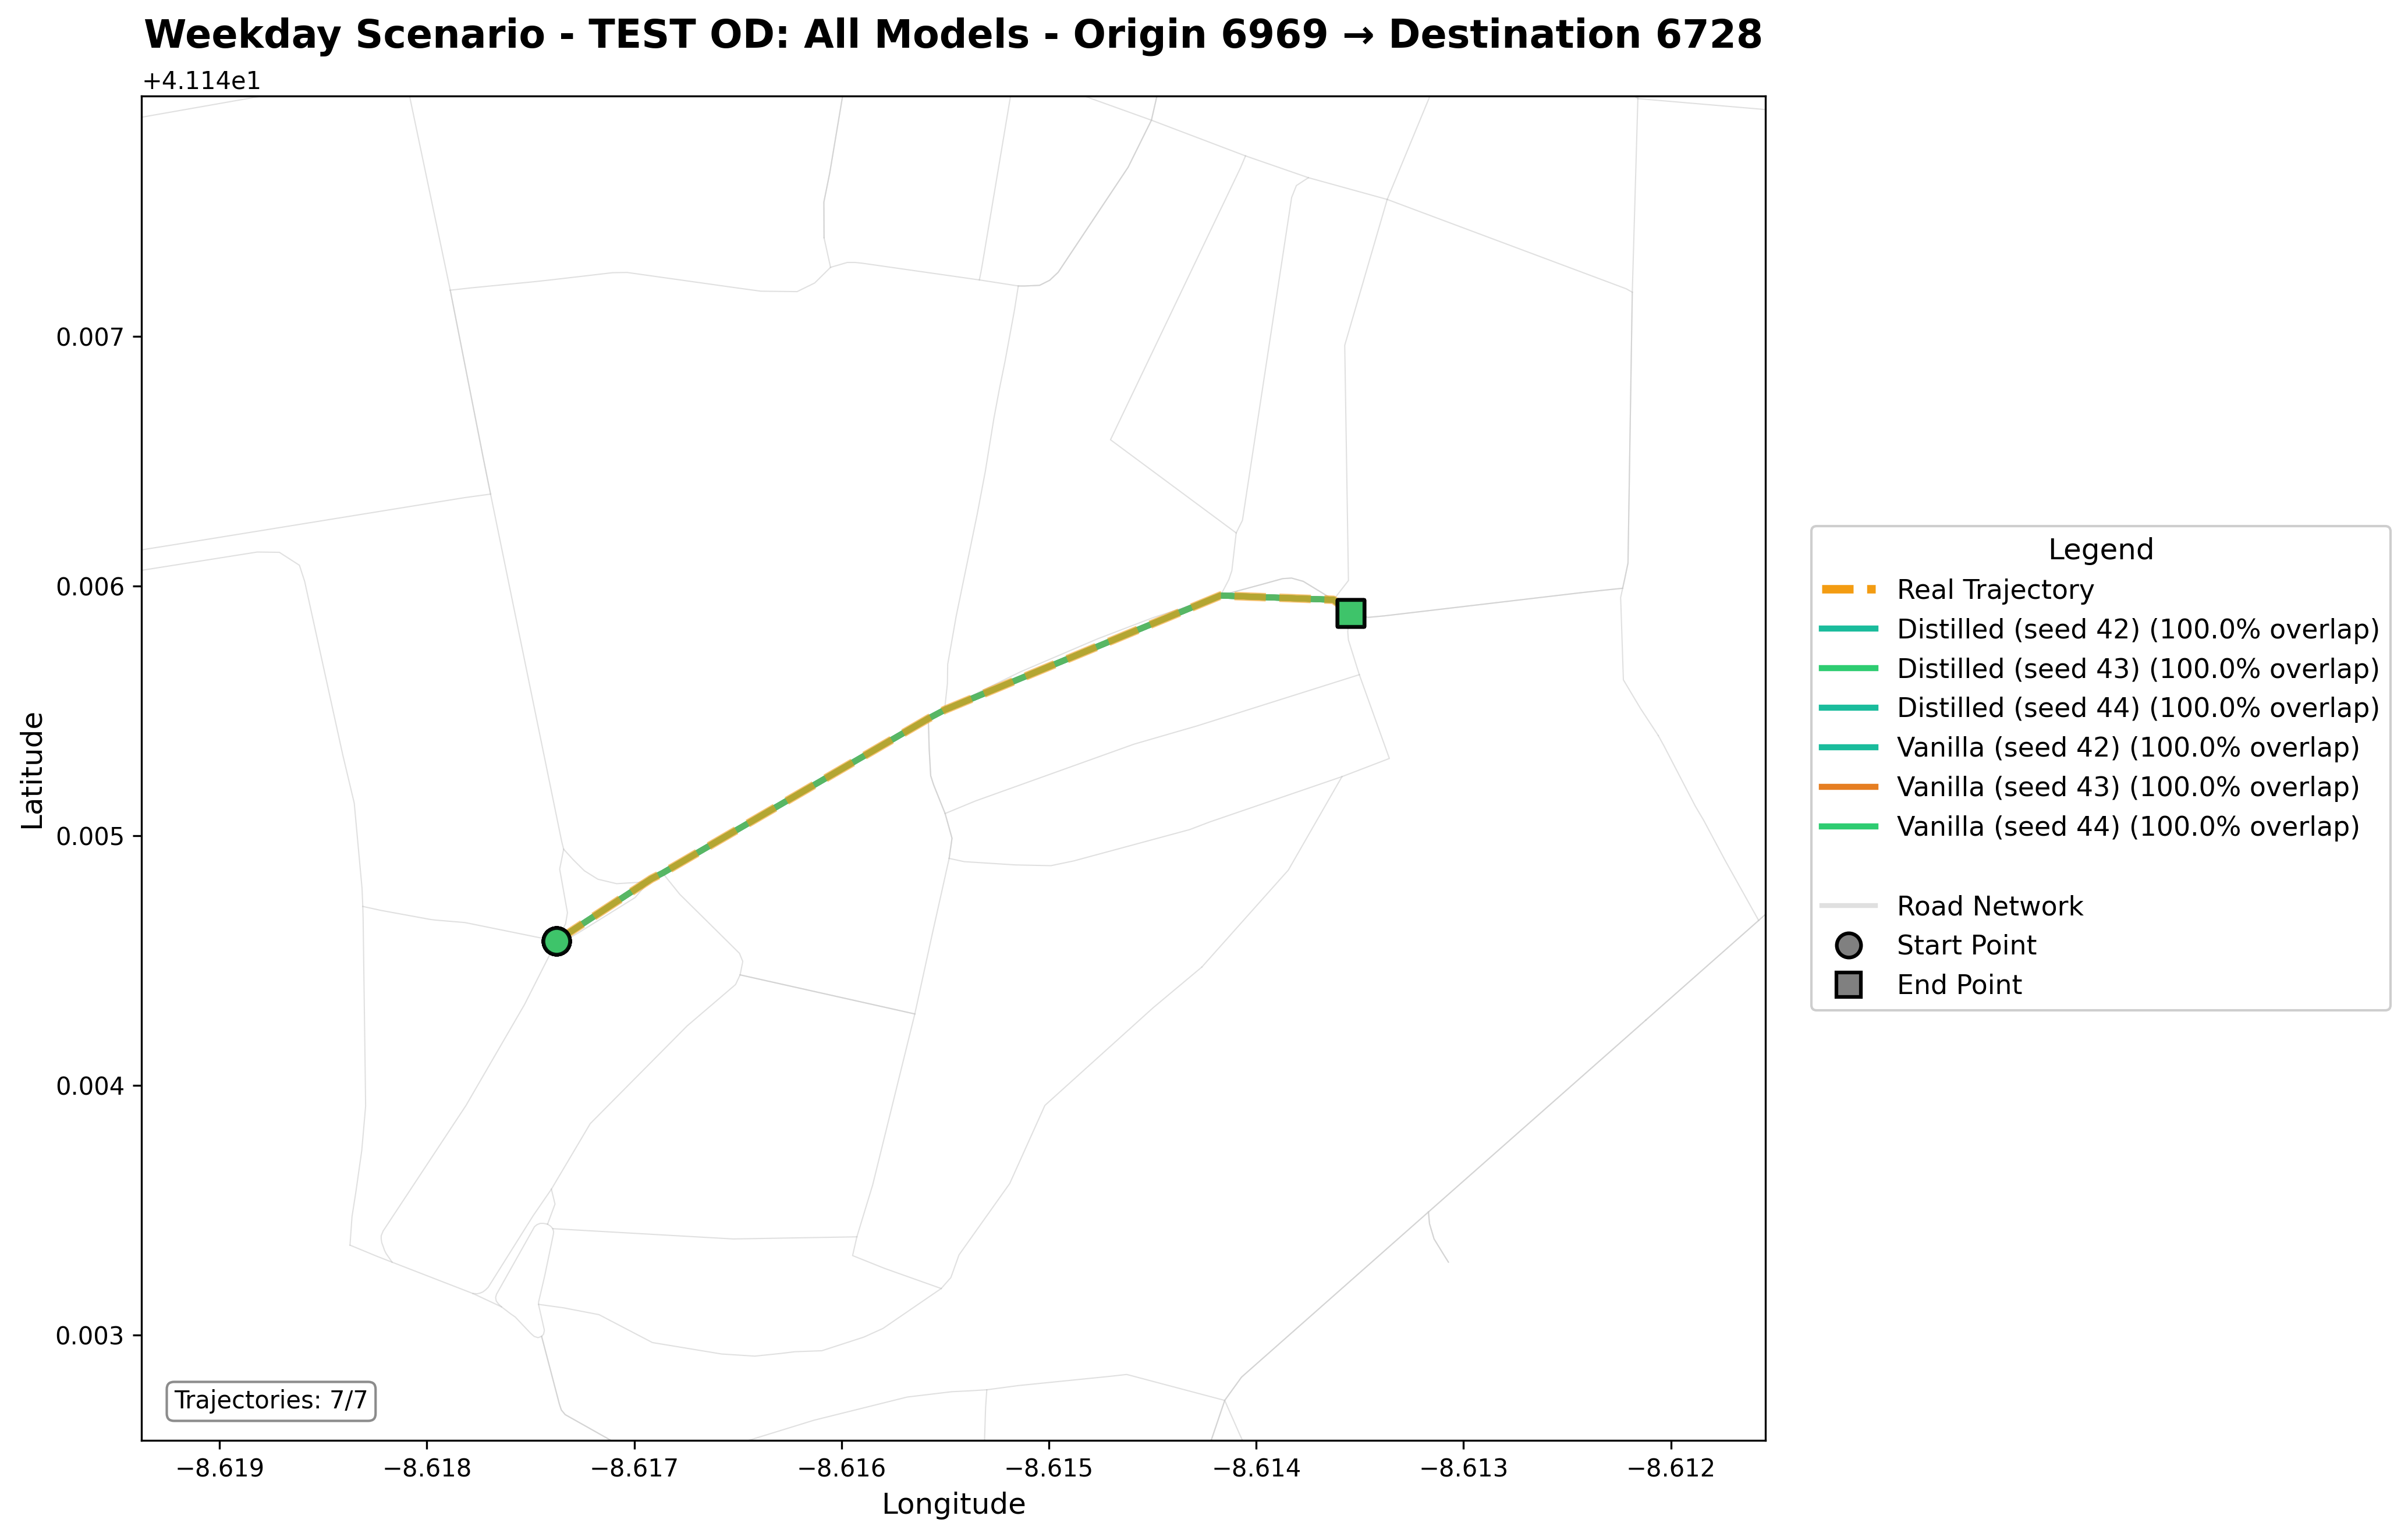 Weekday Scenario - TEST OD: All Models - Origin 6969 → Destination 6728
+4.114e1
0.007
0.006
0.005
0.004
0.003
Latitude
−8.619
−8.618
−8.617
−8.616
−8.615
−8.614
−8.613
−8.612
Longitude
Trajectories: 7/7
Legend
Real Trajectory
Distilled (seed 42) (100.0% overlap)
Distilled (seed 43) (100.0% overlap)
Distilled (seed 44) (100.0% overlap)
Vanilla (seed 42) (100.0% overlap)
Vanilla (seed 43) (100.0% overlap)
Vanilla (seed 44) (100.0% overlap)
Road Network
Start Point
End Point